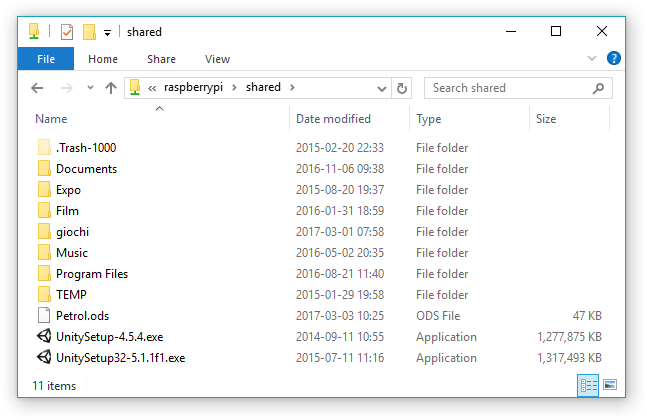 shared
File Home Share View
raspberrypi shared Search shared
Name Date modified Type Size
.Trash-1000 2015-02-20 22:33 File folder
Documents 2016-11-06 09:38 File folder
Expo 2015-08-20 19:37 File folder
Film 2016-01-31 18:59 File folder
giochi 2017-03-01 07:58 File folder
Music 2016-05-02 20:35 File folder
Program Files 2016-08-21 11:40 File folder
TEMP 2015-01-29 19:58 File folder
Petrol.ods 2017-03-03 10:25 ODS File 47 KB
UnitySetup-4.5.4.exe 2014-09-11 10:55 Application 1,277,875 KB
UnitySetup32-5.1.1f1.exe 2015-07-11 11:16 Application 1,317,493 KB
11 items